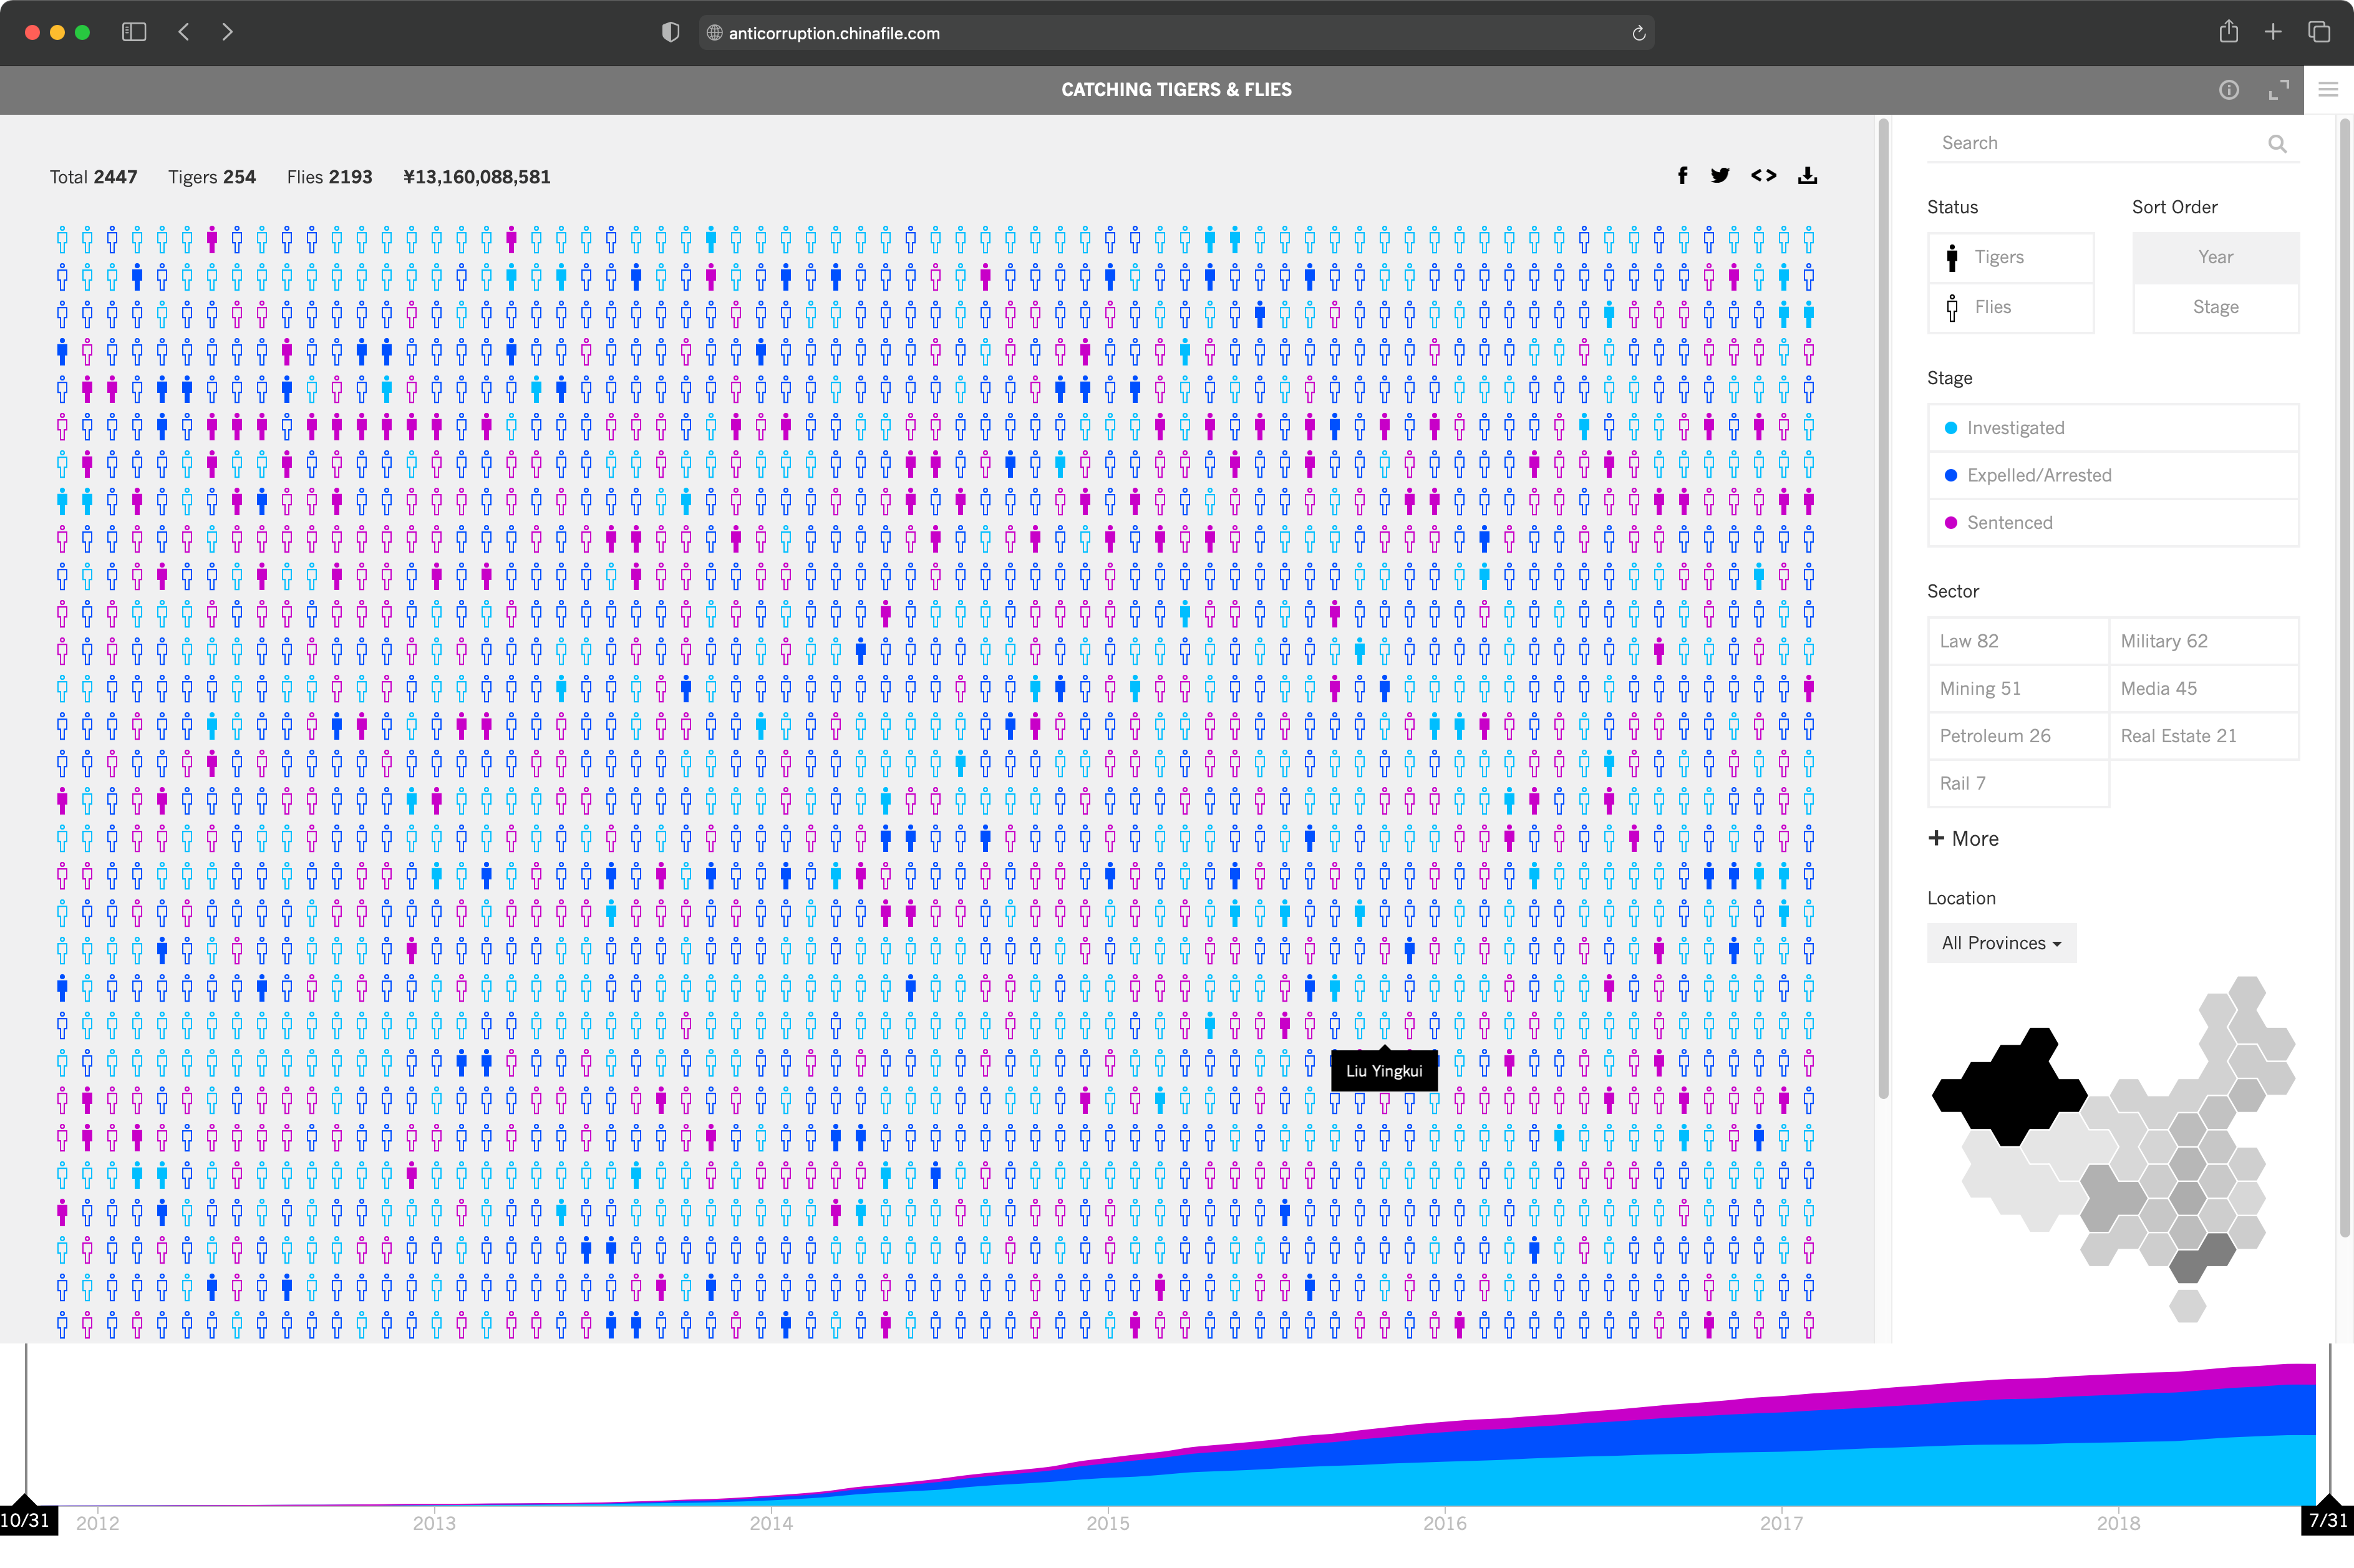 anticorruption.chinafile.com
CATCHING TIGERS & FLIES
Total 2447 Tigers 254 Flies 2193 ¥13,160,088,581
Search
Status
Sort Order
Tigers
Year
Flies
Stage
Stage
Investigated
Expelled/Arrested
Sentenced
Sector
Law 82
Military 62
Mining 51
Media 45
Petroleum 26
Real Estate 21
Rail 7
+ More
Location
All Provinces
Liu Yingkui
10/31
2012
2013
2014
2015
2016
2017
2018
7/31